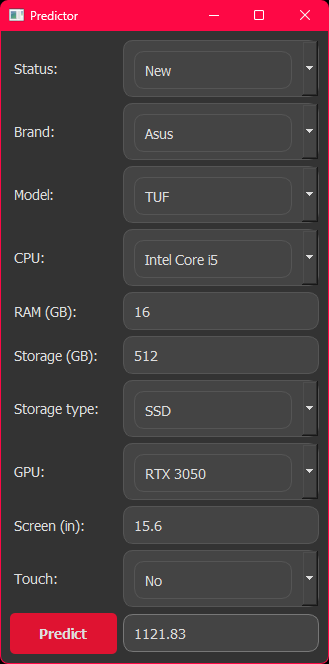 Predictor
Status: New
Brand: Asus
Model: TUF
CPU: Intel Core i5
RAM (GB): 16
Storage (GB): 512
Storage type: SSD
GPU: RTX 3050
Screen (in): 15.6
Touch: No
Predict 1121.83